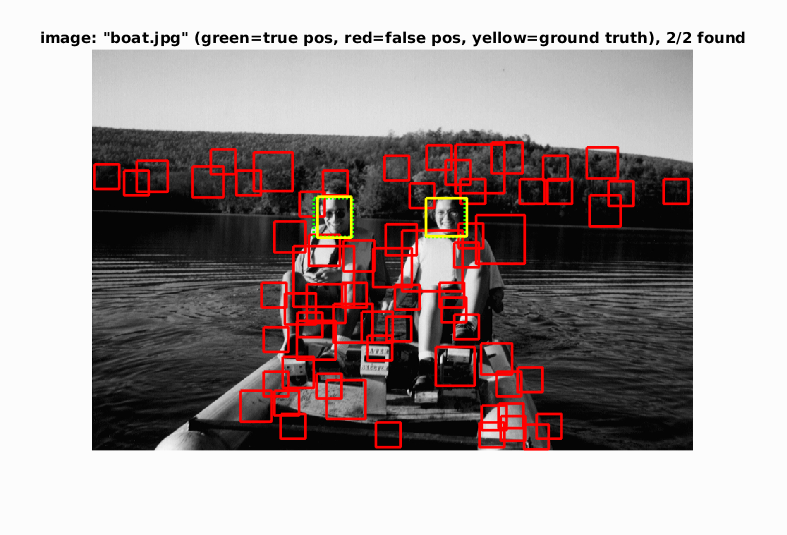 image: "boat.jpg" (green=true pos, red=false pos, yellow=ground truth), 2/2 found